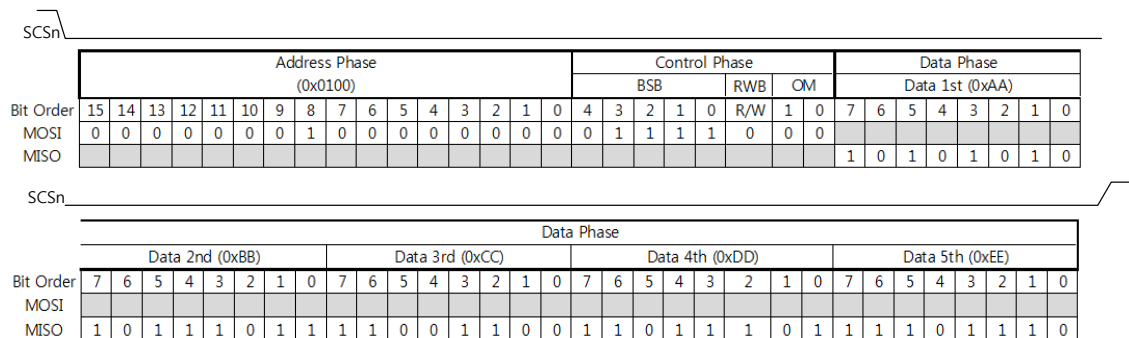 SCSn
Address Phase Control Phase Data Phase
(0x0100) BSB RWB OM Data 1st (0xAA)
Bit Order 15 14 13 12 11 10 9 8 7 6 5 4 3 2 1 0 4 3 2 1 0 R/W 1 0 7 6 5 4 3 2 1 0
MOSI 0 0 0 0 0 0 0 1 0 0 0 0 0 0 0 0 0 1 1 1 1 0 0 0
MISO 1 0 1 0 1 0 1 0
SCSn
Data Phase
Data 2nd (0xBB) Data 3rd (0xCC) Data 4th (0xDD) Data 5th (0xEE)
Bit Order 7 6 5 4 3 2 1 0 7 6 5 4 3 2 1 0 7 6 5 4 3 2 1 0 7 6 5 4 3 2 1 0
MOSI
MISO 1 0 1 1 1 0 1 1 1 1 0 0 1 1 0 0 1 1 0 1 1 1 0 1 1 1 1 0 1 1 1 0